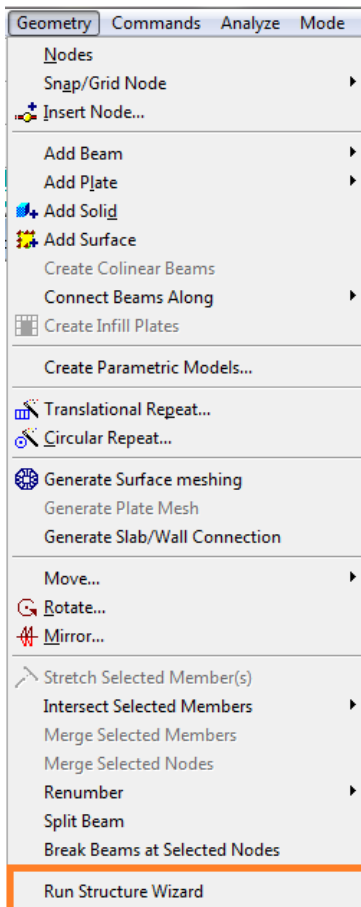 Geometry Commands Analyze Mode
Nodes
Snap/Grid Node
Insert Node...
Add Beam
Add Plate
Add Solid
Add Surface
Create Colinear Beams
Connect Beams Along
Create Infill Plates
Create Parametric Models...
Translational Repeat...
Circular Repeat...
Generate Surface meshing
Generate Plate Mesh
Generate Slab/Wall Connection
Move...
Rotate...
Mirror...
Stretch Selected Member(s)
Intersect Selected Members
Merge Selected Members
Merge Selected Nodes
Renumber
Split Beam
Break Beams at Selected Nodes
Run Structure Wizard